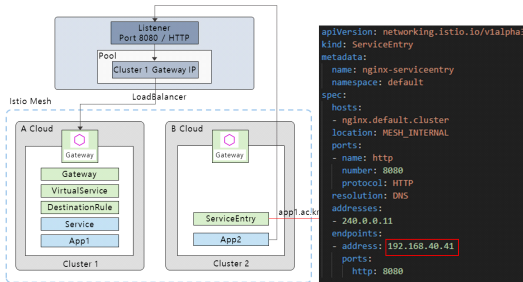 Listener
Port 8080 / HTTP
Pool
Cluster 1 Gateway IP
LoadBalancer
Istio Mesh
A Cloud
Gateway
Gateway
VirtualService
DestinationRule
Service
App1
Cluster 1
B Cloud
Gateway
ServiceEntry
App2
Cluster 2
app1.ac.kr
apiVersion: networking.istio.io/v1alpha3
kind: ServiceEntry
metadata:
name: nginx-serviceentry
namespace: default
spec:
hosts:
- nginx.default.cluster
location: MESH_INTERNAL
ports:
- name: http
number: 8080
protocol: HTTP
resolution: DNS
addresses:
- 240.0.0.11
endpoints:
- address: 192.168.40.41
ports:
http: 8080